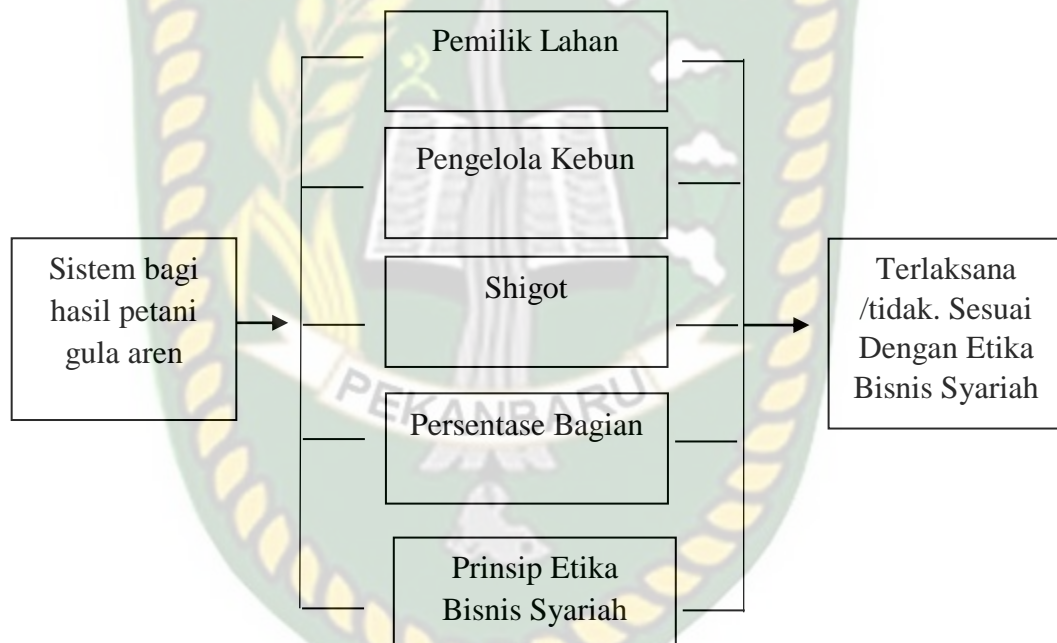 Pemilik Lahan
Pengelola Kebun
Sistem bagi
hasil petani
gula aren
Shigot
Terlaksana
/tidak. Sesuai
Dengan Etika
Bisnis Syariah
PEKANBARU
Persentase Bagian
Prinsip Etika
Bisnis Syariah